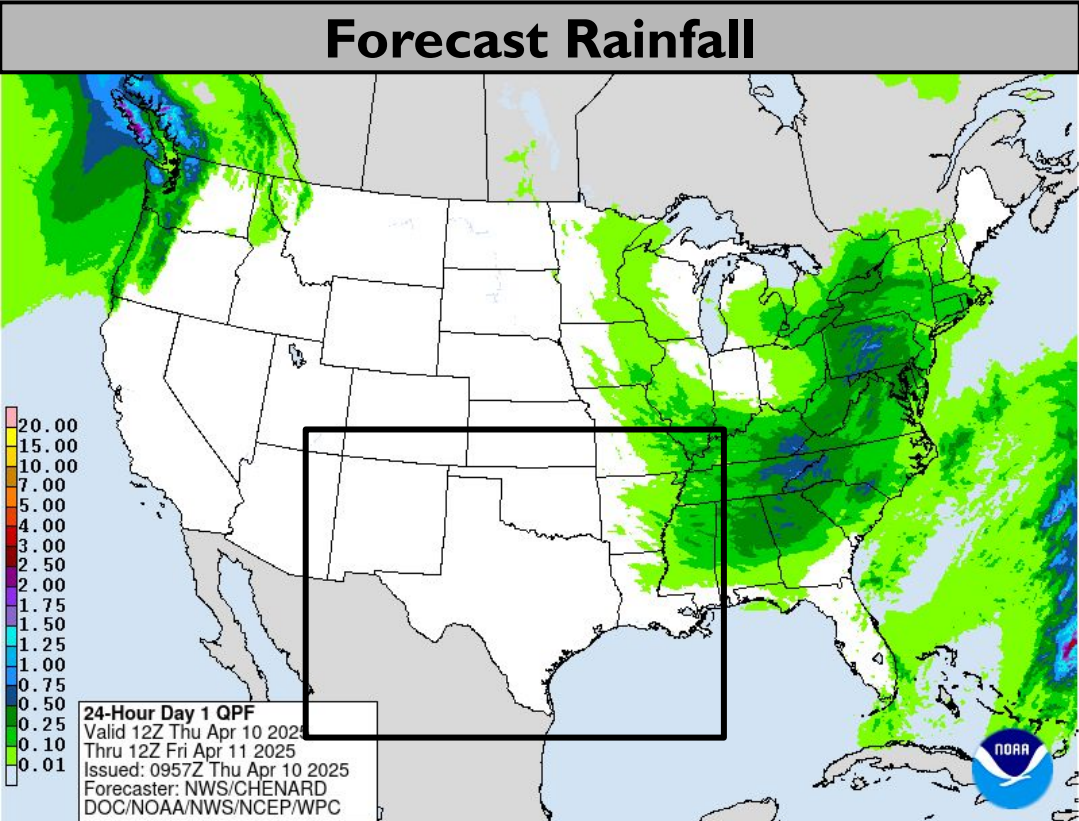 Forecast Rainfall
20.00
15.00
10.00
7.00
5.00
4.00
3.00
2.50
2.00
1.75
1.50
1.25
1.00
0.75
0.50
0.25
0.10
0.01
24-Hour Day 1 QPF
Valid 12Z Thu Apr 10 2025
Thru 12Z Fri Apr 11 2025
Issued: 0957Z Thu Apr 10 2025
Forecaster: NWS/CHENARD
DOC/NOAA/NWS/NCEP/WPC
NOAA